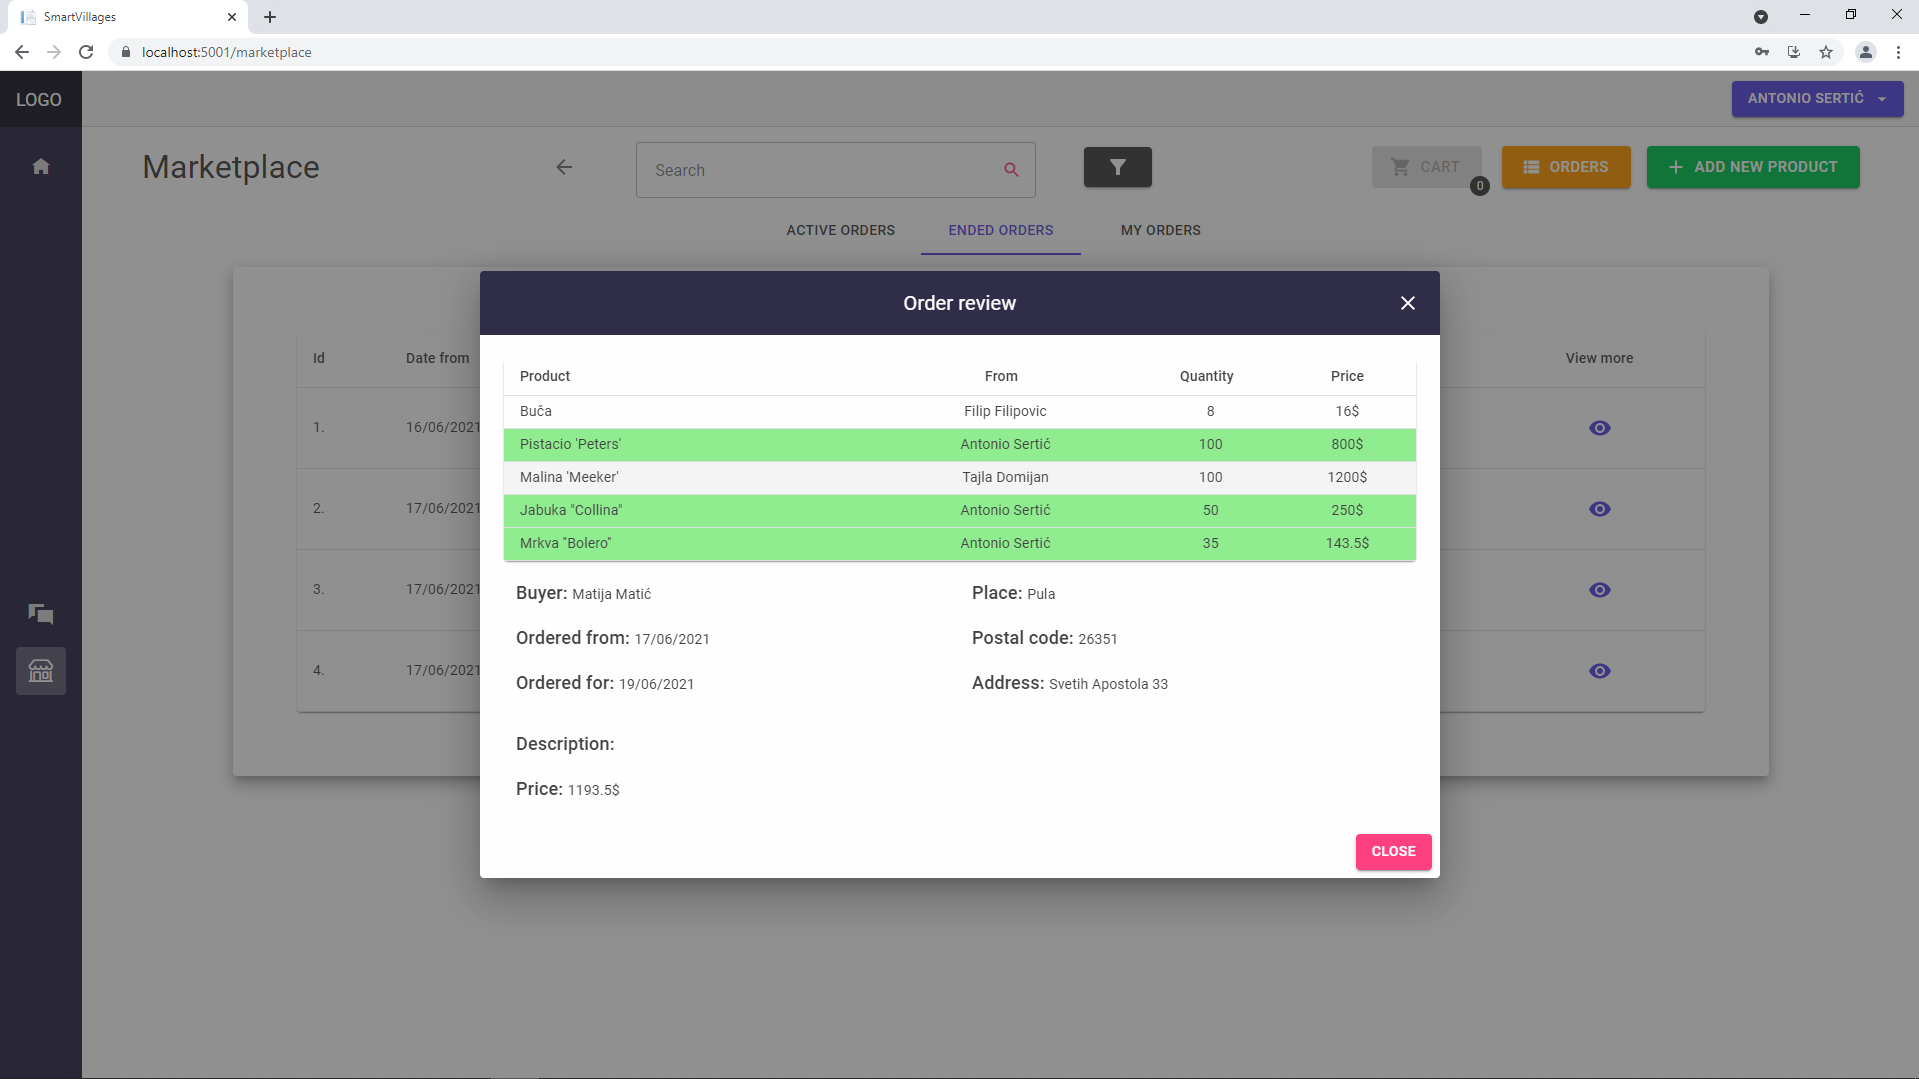 SmartVillages
localhost:5001/marketplace
LOGO
ANTONIO SERTIĆ
Marketplace
Search
CART
0
ORDERS
ADD NEW PRODUCT
ACTIVE ORDERS ENDED ORDERS MY ORDERS
Id Date from View more
1. 16/06/2021
2. 17/06/2021
3. 17/06/2021
4. 17/06/2021
Order review
Product From Quantity Price
Buča Filip Filipovic 8 16$
Pistacio 'Peters' Antonio Sertić 100 800$
Malina 'Meeker' Tajla Domijan 100 1200$
Jabuka "Collina" Antonio Sertić 50 250$
Mrkva "Bolero" Antonio Sertić 35 143.5$
Buyer: Matija Matić Place: Pula
Ordered from: 17/06/2021 Postal code: 26351
Ordered for: 19/06/2021 Address: Svetih Apostola 33
Description:
Price: 1193.5$
CLOSE